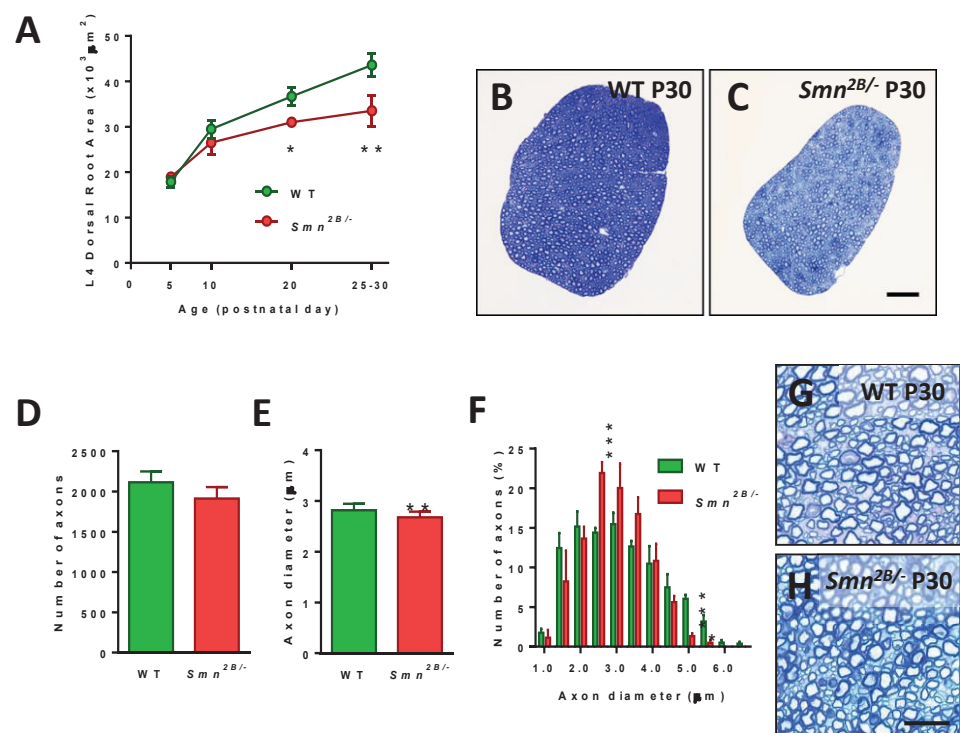 A
L4 Dorsal Root Area (x10³ µm²)
50
40
30
20
10
0
0 5 10 20 25-30
Age (postnatal day)
* **
WT
Smn2B/-
B
WT P30
C
Smn2B/- P30
D
Number of axons
2500
2000
1500
1000
500
0
WT Smn2B/-
E
Axon diameter (µm)
4
3
2
1
0
**
WT Smn2B/-
F
Number of axons (%)
25
20
15
10
5
0
1.0 2.0 3.0 4.0 5.0 6.0
Axon diameter (µm)
***
***
*
WT
Smn2B/-
G
WT P30
H
Smn2B/- P30